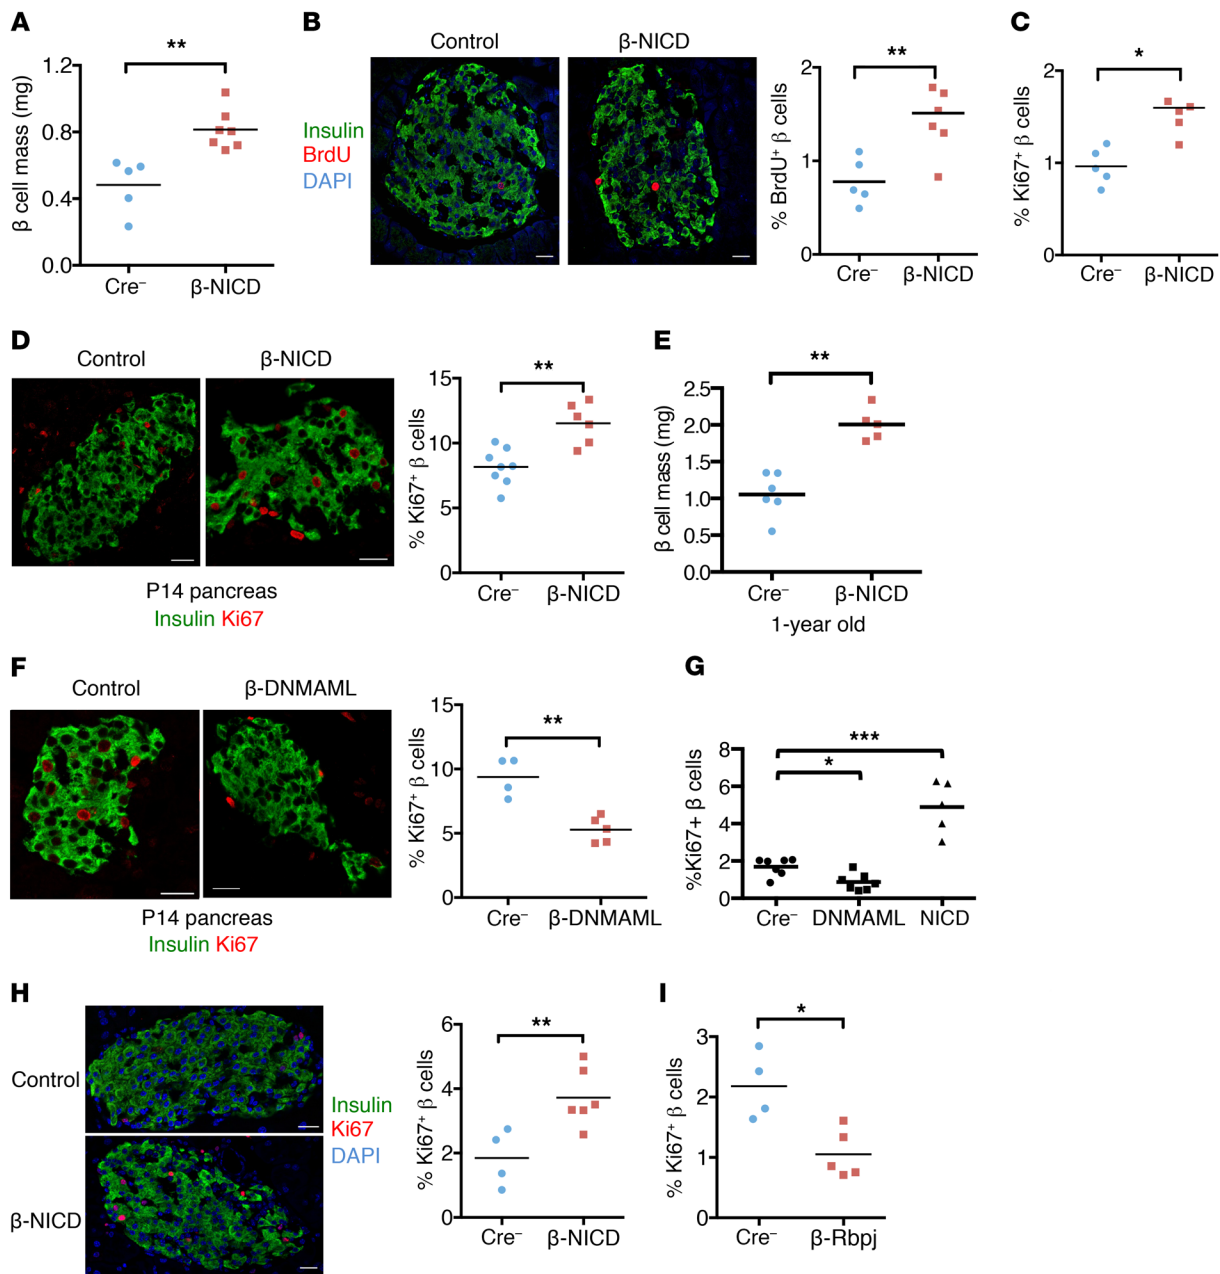 A
**
β cell mass (mg)
1.2
0.8
0.4
0.0
Cre⁻
β-NICD
B
Control
β-NICD
Insulin
BrdU
DAPI
**
% BrdU⁺ β cells
2
1
0
Cre⁻
β-NICD
C
*
% Ki67⁺ β cells
2
1
0
Cre⁻
β-NICD
D
Control
β-NICD
P14 pancreas
Insulin Ki67
**
% Ki67⁺ β cells
15
10
5
0
Cre⁻
β-NICD
E
**
β cell mass (mg)
2.5
2.0
1.5
1.0
0.5
0.0
Cre⁻
β-NICD
1-year old
F
Control
β-DNMAML
P14 pancreas
Insulin Ki67
**
% Ki67⁺ β cells
15
10
5
0
Cre⁻
β-DNMAML
G
***
*
%Ki67+ β cells
8
6
4
2
0
Cre⁻
DNMAML
NICD
H
Control
β-NICD
Insulin
Ki67
DAPI
**
% Ki67⁺ β cells
6
4
2
0
Cre⁻
β-NICD
I
*
% Ki67⁺ β cells
3
2
1
0
Cre⁻
β-Rbpj